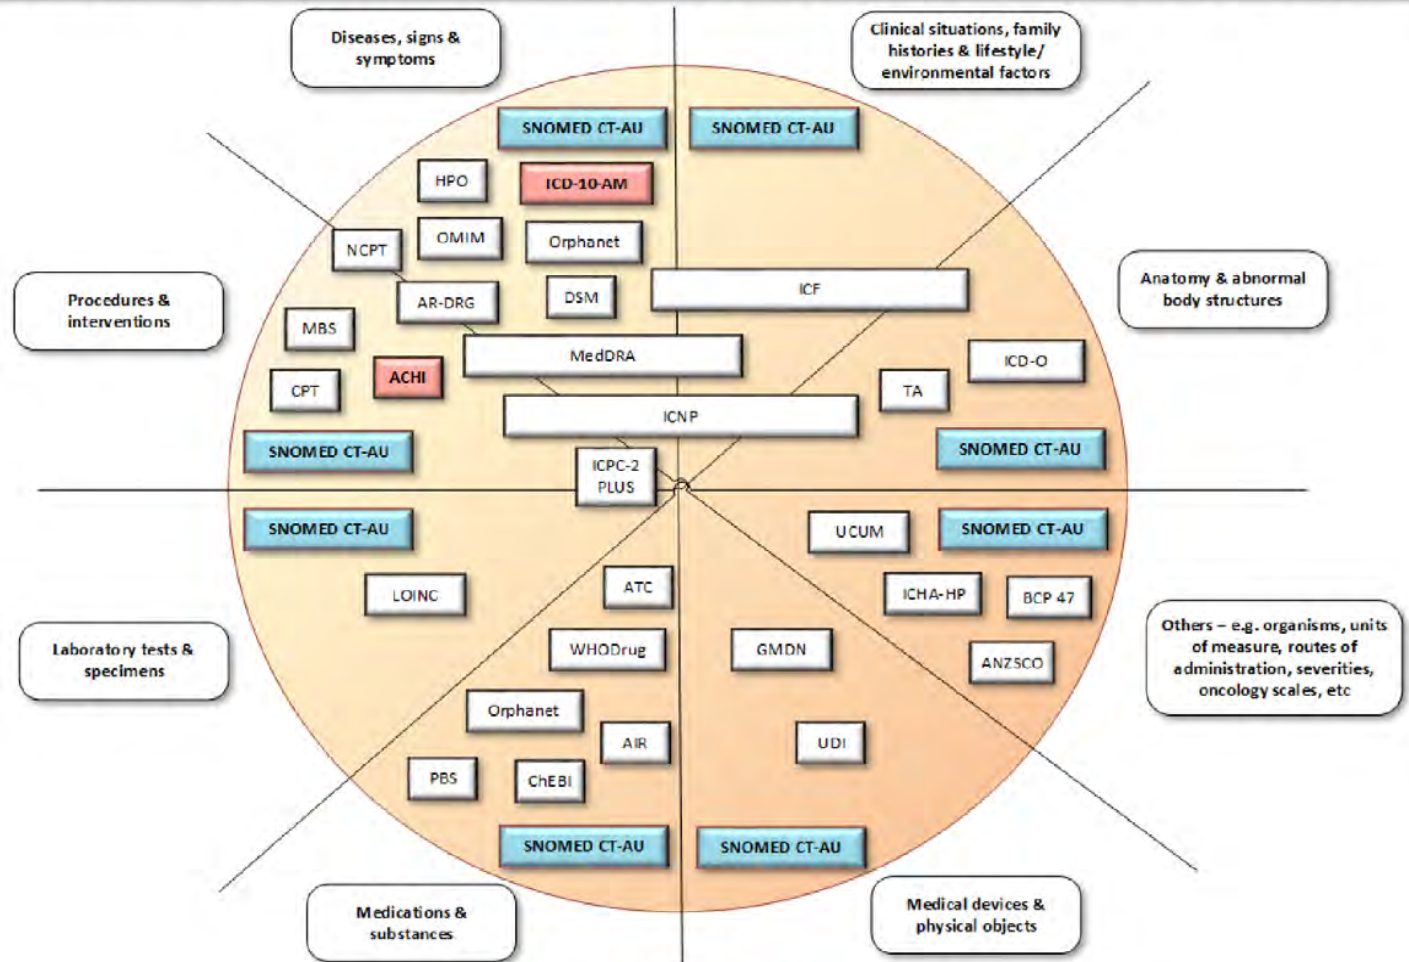 Diseases, signs &
symptoms
Clinical situations, family
histories & lifestyle/
environmental factors
SNOMED CT-AU
SNOMED CT-AU
HPO
ICD-10-AM
NCPT
OMIM
Orphanet
Procedures &
interventions
AR-DRG
DSM
ICF
Anatomy & abnormal
body structures
MBS
MedDRA
ICD-O
CPT
ACHI
TA
ICNP
SNOMED CT-AU
SNOMED CT-AU
ICPC-2
PLUS
SNOMED CT-AU
UCUM
SNOMED CT-AU
LOINC
ATC
ICHA-HP
BCP 47
Laboratory tests &
specimens
WHODrug
GMDN
ANZSCO
Others – e.g. organisms, units
of measure, routes of
administration, severities,
oncology scales, etc
Orphanet
AIR
UDI
PBS
ChEBI
SNOMED CT-AU
SNOMED CT-AU
Medications &
substances
Medical devices &
physical objects